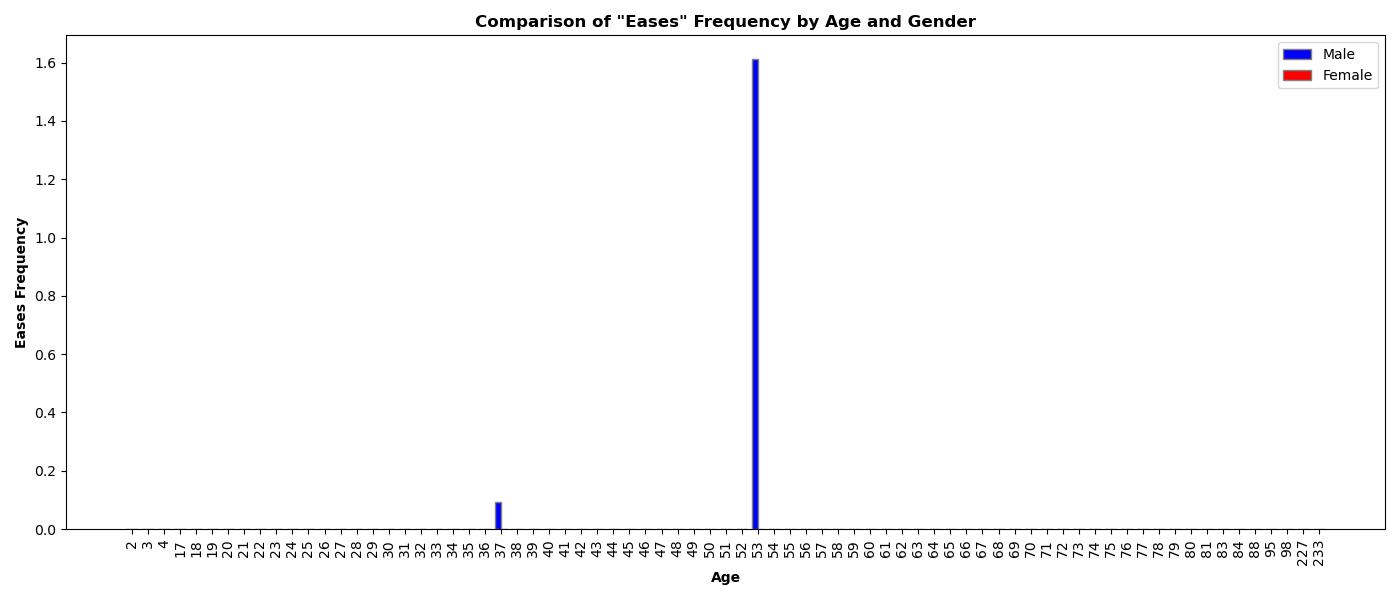 Comparison of "Eases" Frequency by Age and Gender
Male
Female
1.6
1.4
1.2
1.0
0.8
0.6
0.4
0.2
0.0
Eases Frequency
2 3 4 17 18 19 20 21 22 23 24 25 26 27 28 29 30 31 32 33 34 35 36 37 38 39 40 41 42 43 44 45 46 47 48 49 50 51 52 53 54 55 56 57 58 59 60 61 62 63 64 65 66 67 68 69 70 71 72 73 74 75 76 77 78 79 80 81 83 84 88 95 98 227 233
Age